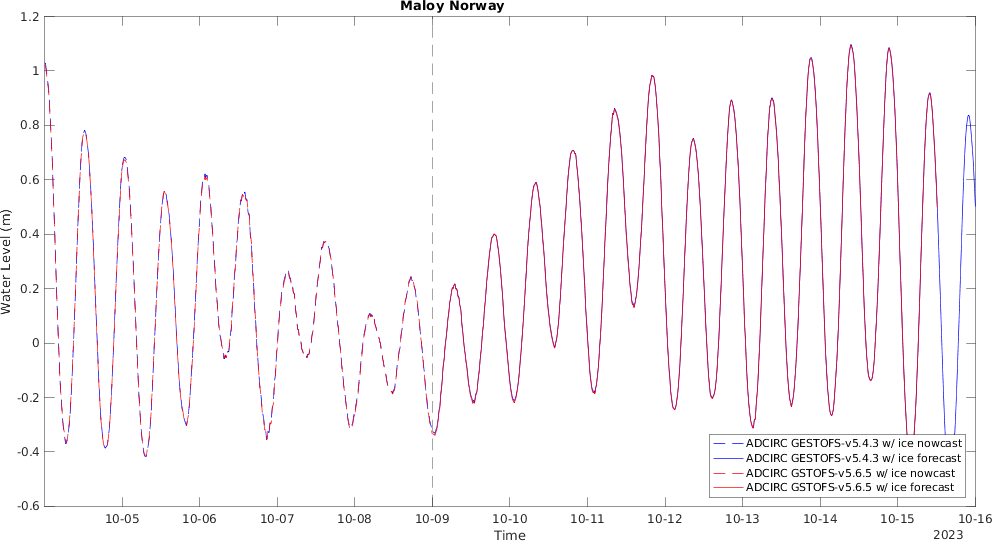 Maloy Norway
1.2
1
0.8
0.6
0.4
0.2
0
-0.2
-0.4
-0.6
Water Level (m)
ADCIRC GESTOFS-v5.4.3 w/ ice nowcast
ADCIRC GESTOFS-v5.4.3 w/ ice forecast
ADCIRC GSTOFS-v5.6.5 w/ ice nowcast
ADCIRC GSTOFS-v5.6.5 w/ ice forecast
10-05 10-06 10-07 10-08 10-09 10-10 10-11 10-12 10-13 10-14 10-15 10-16
Time
2023